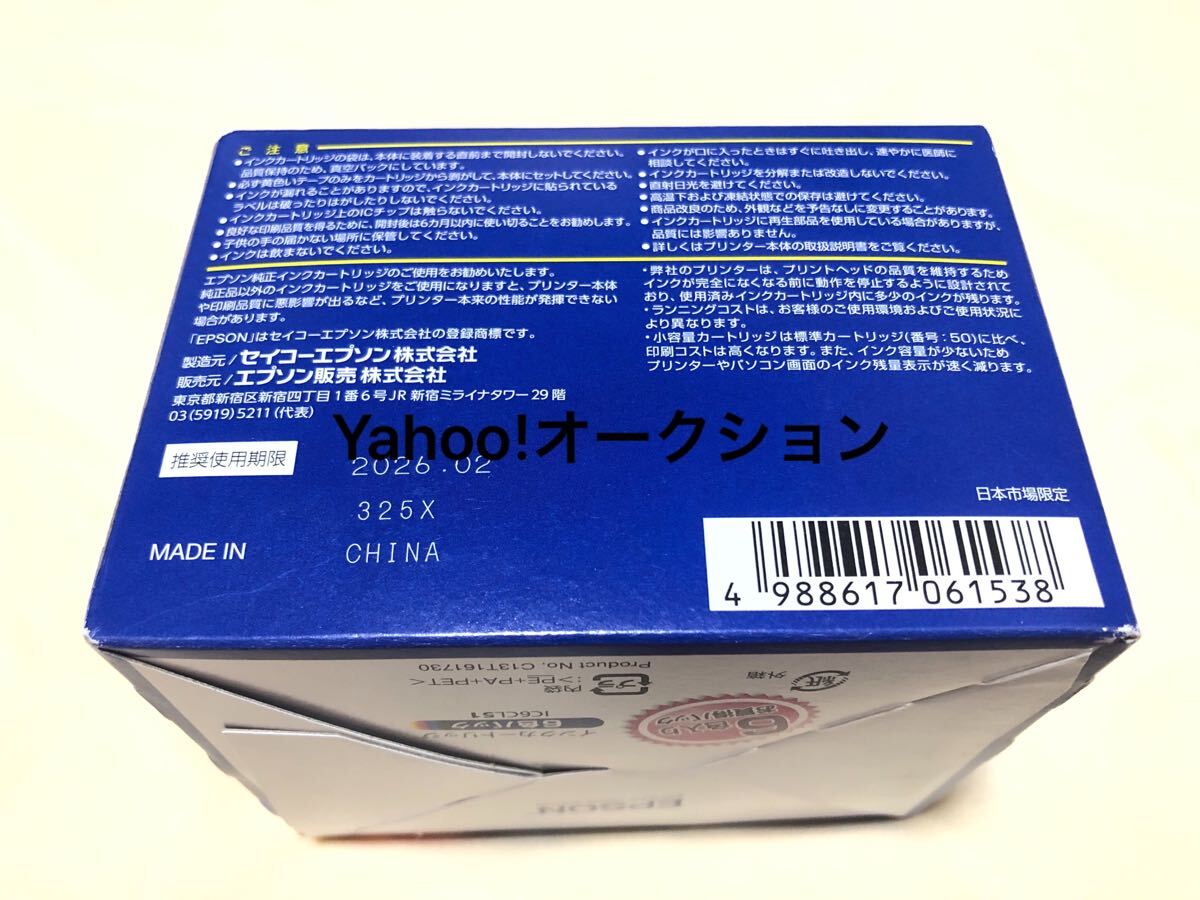 ご注意
●インクカートリッジの袋は、本体に装着する直前まで開封しないでください。
品質保持のため、真空パックにしています。
●必ず黄色いテープのみをカートリッジから剥がして、本体にセットしてください。
●インクが漏れることがありますので、インクカートリッジに貼られている
ラベルは破ったりはがしたりしないでください。
●インクカートリッジ上のICチップは触らないでください。
●良好な印刷品質を得るために、開封後は6カ月以内に使い切ることをお勧めします。
●子供の手の届かない場所に保管してください。
●インクは飲まないでください。
●インクが口に入ったときはすぐに吐き出し、速やかに医師に
相談してください。
●インクカートリッジを分解または改造しないでください。
●直射日光を避けてください。
●高温下および凍結状態での保存は避けてください。
●商品改良のため、外観などを予告なしに変更することがあります。
●インクカートリッジに再生部品を使用している場合がありますが、
品質には影響ありません。
●詳しくはプリンター本体の取扱説明書をご覧ください。
エプソン純正インクカートリッジのご使用をお勧めいたします。
純正品以外のインクカートリッジをご使用になりますと、プリンター本体
や印刷品質に悪影響が出るなど、プリンター本来の性能が発揮できない
場合があります。
「EPSON」はセイコーエプソン株式会社の登録商標です。
製造元/セイコーエプソン株式会社
販売元/エプソン販売 株式会社
東京都新宿区新宿四丁目1番6号 JR 新宿ミライナタワー 29 階
03(5919)5211(代表)
・弊社のプリンターは、プリントヘッドの品質を維持するため
インクが完全になくなる前に動作を停止するように設計されて
おり、使用済みインクカートリッジ内に多少のインクが残ります。
・ランニングコストは、お客様のご使用環境およびご使用状況に
より異なります。
・小容量カートリッジは標準カートリッジ(番号:50)に比べ、
印刷コストは高くなります。また、インク容量が少ないため
プリンターやパソコン画面のインク残量表示が速く減ります。
Yahoo!オークション
推奨使用期限
2026.02
325X
MADE IN
CHINA
日本市場限定
4 988617 061538
Product No. C13T161730
内袋
:>PE+PA+PET<
プラ
外箱
紙
インクカートリッジ
6色パック
IC6CL51
6色入り
お買得パック
EPSON